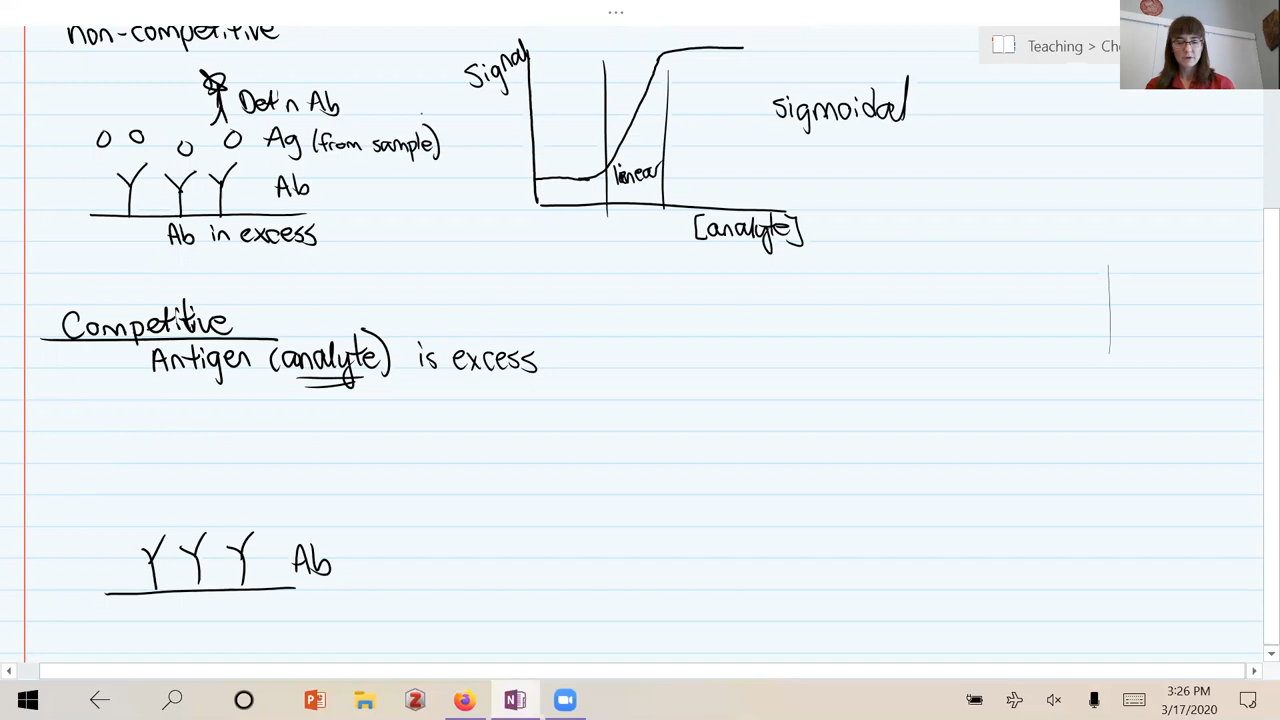 non-competitive
Teaching > Che
Signal
Det'n Ab
sigmoidal
Ag (from sample)
linear
Ab
[analyte]
Ab in excess
Competitive
Antigen (analyte) is excess
Ab
3:26 PM
3/17/2020